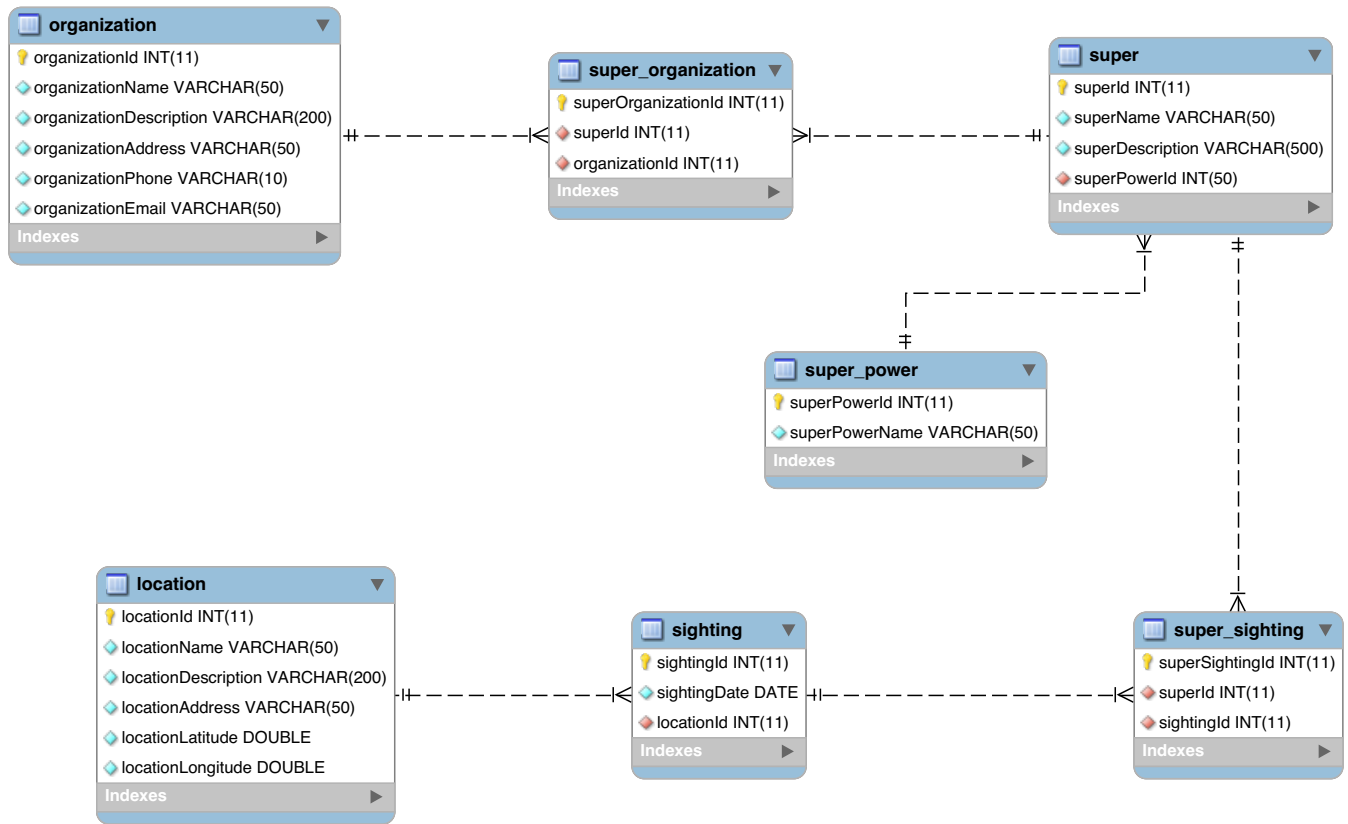 organization
organizationId INT(11)
organizationName VARCHAR(50)
organizationDescription VARCHAR(200)
organizationAddress VARCHAR(50)
organizationPhone VARCHAR(10)
organizationEmail VARCHAR(50)
Indexes
super_organization
superOrganizationId INT(11)
superId INT(11)
organizationId INT(11)
Indexes
super
superId INT(11)
superName VARCHAR(50)
superDescription VARCHAR(500)
superPowerId INT(50)
Indexes
super_power
superPowerId INT(11)
superPowerName VARCHAR(50)
Indexes
location
locationId INT(11)
locationName VARCHAR(50)
locationDescription VARCHAR(200)
locationAddress VARCHAR(50)
locationLatitude DOUBLE
locationLongitude DOUBLE
Indexes
sighting
sightingId INT(11)
sightingDate DATE
locationId INT(11)
Indexes
super_sighting
superSightingId INT(11)
superId INT(11)
sightingId INT(11)
Indexes